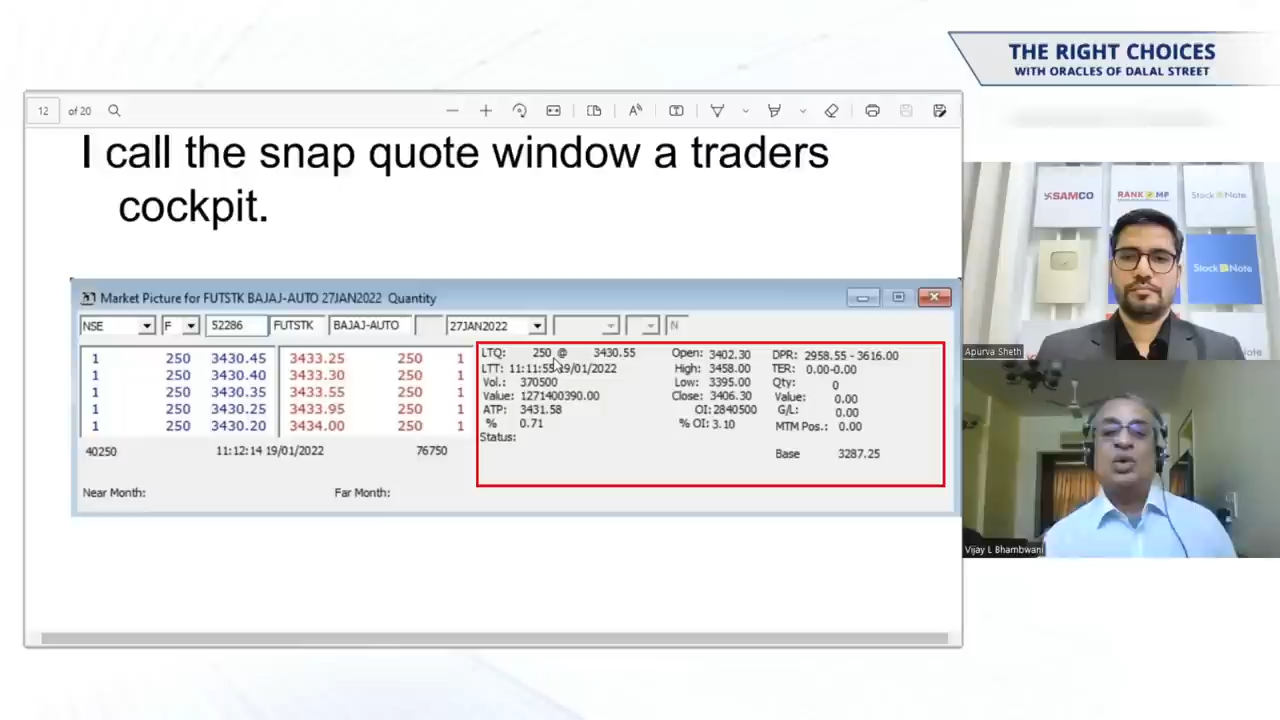 THE RIGHT CHOICES
WITH ORACLES OF DALAL STREET
12 of 20
I call the snap quote window a traders
cockpit.
Market Picture for FUTSTK BAJAJ-AUTO 27JAN2022 Quantity
NSE F 52286 FUTSTK BAJAJ-AUTO 27JAN2022 N
1 250 3430.45 3433.25 250 1
1 250 3430.40 3433.30 250 1
1 250 3430.35 3433.55 250 1
1 250 3430.25 3433.95 250 1
1 250 3430.20 3434.00 250 1
40250 11:12:14 19/01/2022 76750
Near Month: Far Month:
LTQ: 250 @ 3430.55 Open: 3402.30 DPR: 2958.55 - 3616.00
LTT: 11:11:55 19/01/2022 High: 3458.00 TER: 0.00-0.00
Vol.: 370500 Low: 3395.00 Qty: 0
Value: 1271400390.00 Close: 3406.30 Value: 0.00
ATP: 3431.58 OI: 2840500 G/L: 0.00
% 0.71 % OI: 3.10 MTM Pos.: 0.00
Status:
Base 3287.25
SAMCO
RANKMF
StockNote
StockNote
Apurva Sheth
Vijay L Bhambwani